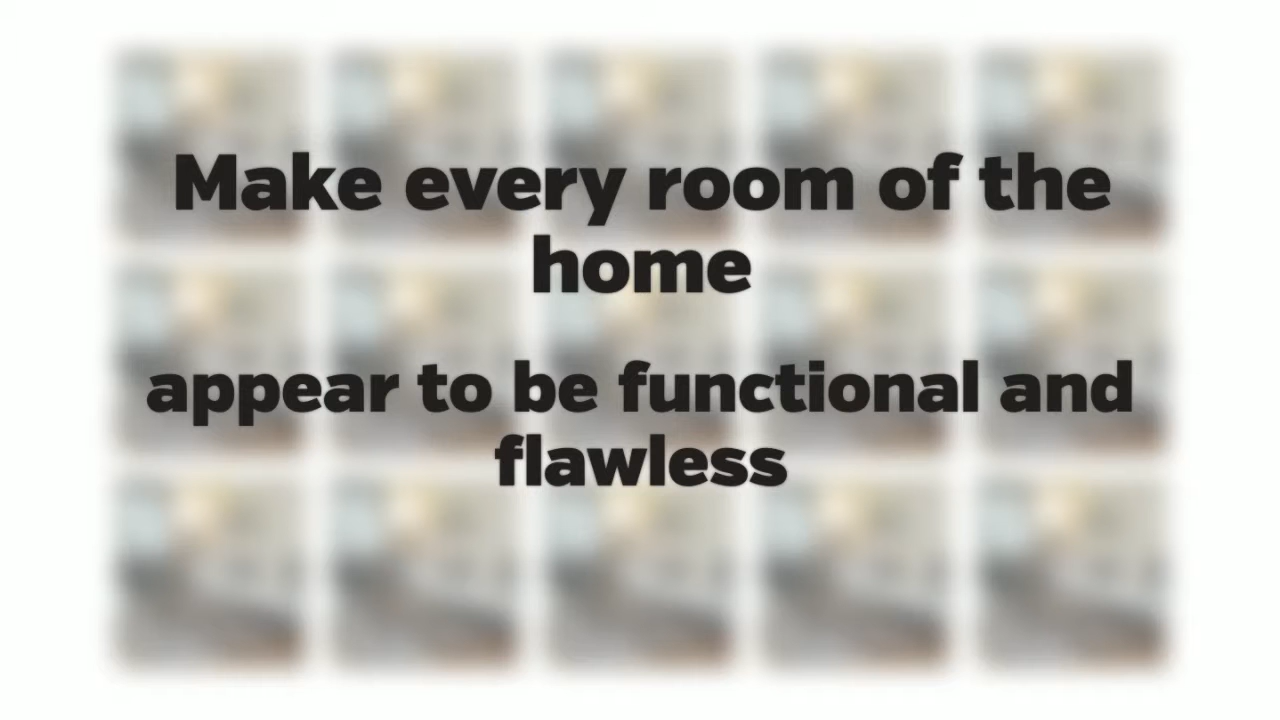 Make every room of the
home
appear to be functional and
flawless